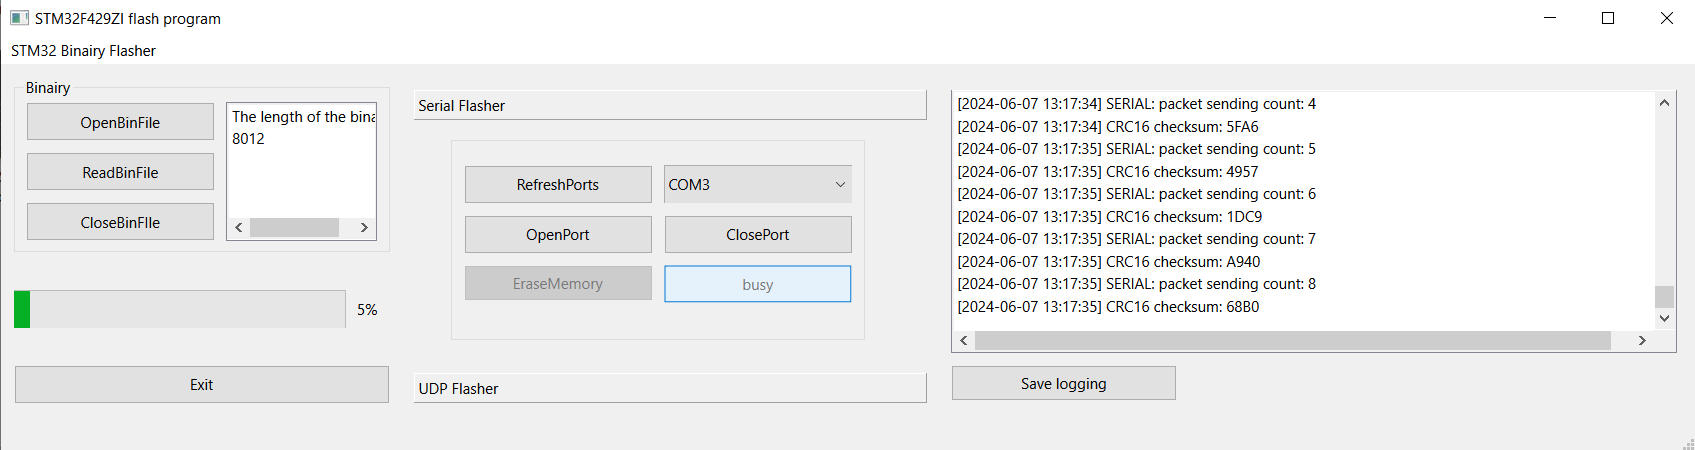 STM32F429ZI flash program
STM32 Binairy Flasher
Binairy
OpenBinFile
ReadBinFile
CloseBinFIle
The length of the bina
8012
5%
Exit
Serial Flasher
RefreshPorts
COM3
OpenPort
ClosePort
EraseMemory
busy
UDP Flasher
[2024-06-07 13:17:34] SERIAL: packet sending count: 4
[2024-06-07 13:17:34] CRC16 checksum: 5FA6
[2024-06-07 13:17:35] SERIAL: packet sending count: 5
[2024-06-07 13:17:35] CRC16 checksum: 4957
[2024-06-07 13:17:35] SERIAL: packet sending count: 6
[2024-06-07 13:17:35] CRC16 checksum: 1DC9
[2024-06-07 13:17:35] SERIAL: packet sending count: 7
[2024-06-07 13:17:35] CRC16 checksum: A940
[2024-06-07 13:17:35] SERIAL: packet sending count: 8
[2024-06-07 13:17:35] CRC16 checksum: 68B0
Save logging